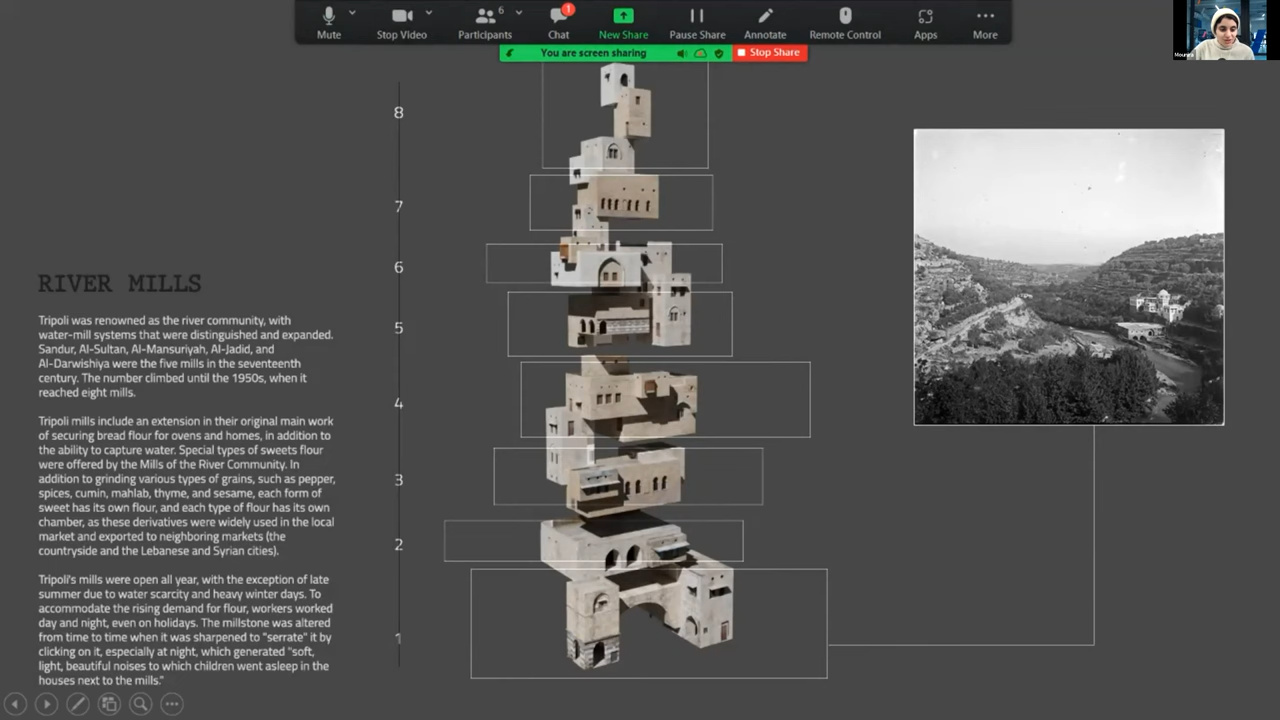 6
1
Mute
Stop Video
Participants
Chat
New Share
Pause Share
Annotate
Remote Control
Apps
More
You are screen sharing
Stop Share
8
7
6
5
4
3
2
1
RIVER MILLS
Tripoli was renowned as the river community, with
water-mill systems that were distinguished and expanded.
Sandur, Al-Sultan, Al-Mansuriyah, Al-Jadid, and
Al-Darwishiya were the five mills in the seventeenth
century. The number climbed until the 1950s, when it
reached eight mills.
Tripoli mills include an extension in their original main work
of securing bread flour for ovens and homes, in addition to
the ability to capture water. Special types of sweets flour
were offered by the Mills of the River Community. In
addition to grinding various types of grains, such as pepper,
spices, cumin, mahlab, thyme, and sesame, each form of
sweet has its own flour, and each type of flour has its own
chamber, as these derivatives were widely used in the local
market and exported to neighboring markets (the
countryside and the Lebanese and Syrian cities).
Tripoli's mills were open all year, with the exception of late
summer due to water scarcity and heavy winter days. To
accommodate the rising demand for flour, workers worked
day and night, even on holidays. The millstone was altered
from time to time when it was sharpened to "serrate" it by
clicking on it, especially at night, which generated "soft,
light, beautiful noises to which children went asleep in the
houses next to the mills."